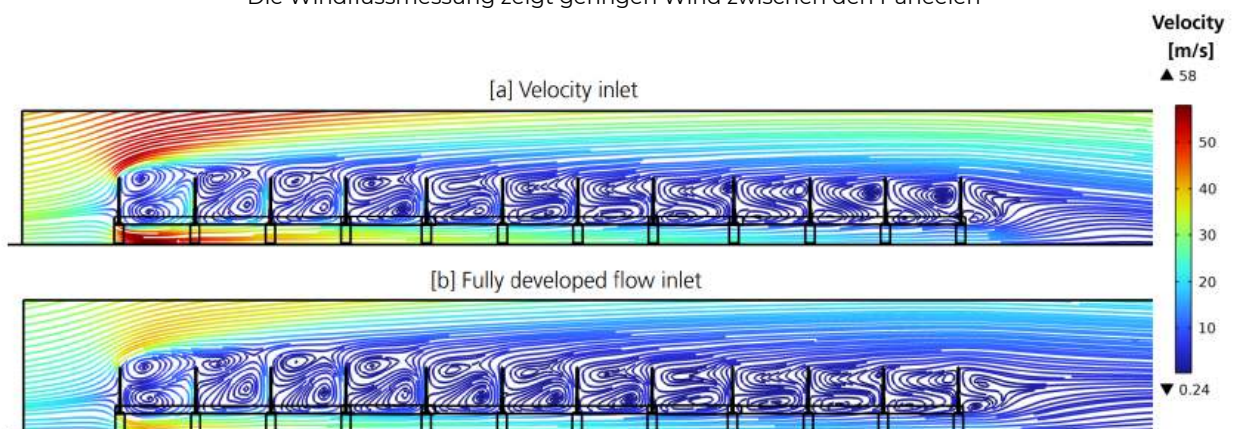 Die Windflussmessung zeigt geringen Wind zwischen den Paneelen
Velocity
[m/s]
▲ 58
[a] Velocity inlet
50
40
30
20
10
▼ 0.24
[b] Fully developed flow inlet